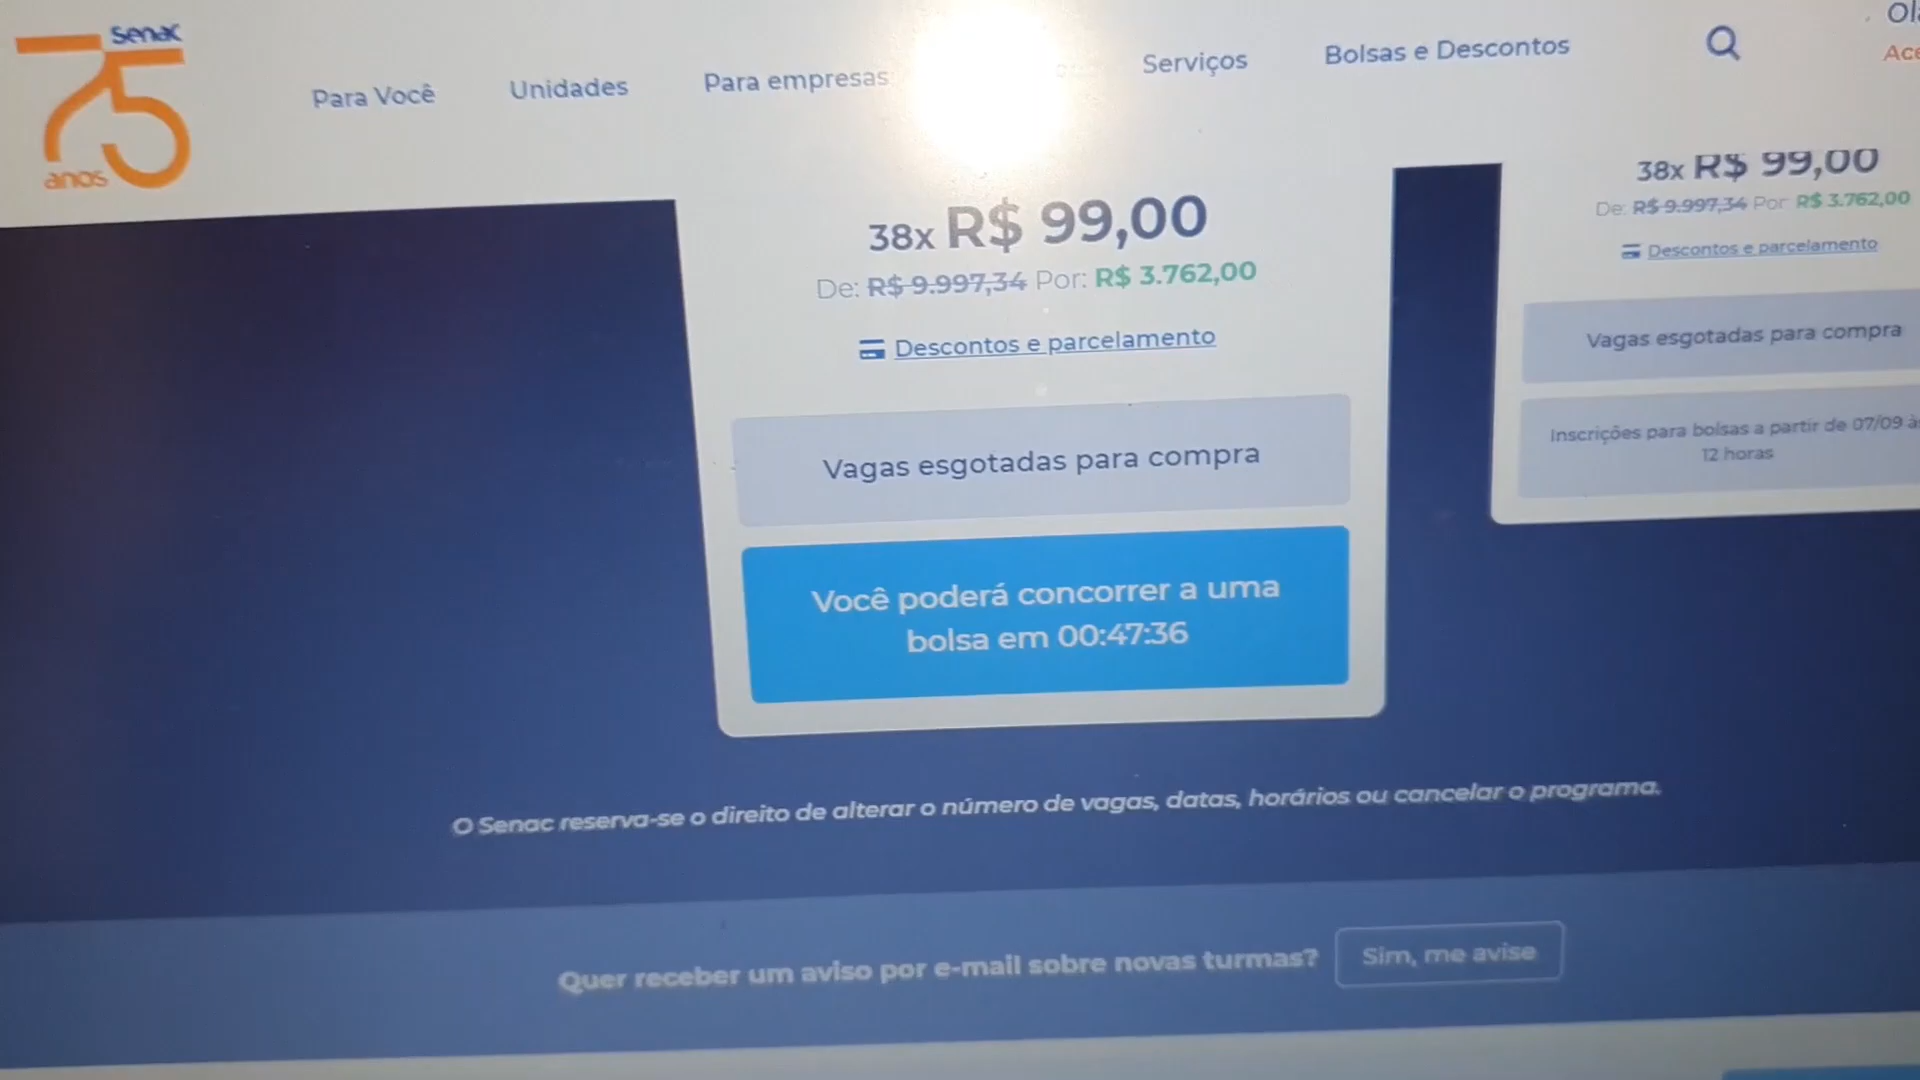 senac
75
anos
Para Você
Unidades
Para empresas
Serviços
Bolsas e Descontos
38x R$ 99,00
De: R$ 9.997,34 Por: R$ 3.762,00
Descontos e parcelamento
Vagas esgotadas para compra
Você poderá concorrer a uma
bolsa em 00:47:36
38x R$ 99,00
De: R$ 9.997,34 Por: R$ 3.762,00
Descontos e parcelamento
Vagas esgotadas para compra
Inscrições para bolsas a partir de 07/09 às
12 horas
O Senac reserva-se o direito de alterar o número de vagas, datas, horários ou cancelar o programa.
Quer receber um aviso por e-mail sobre novas turmas?
Sim, me avise